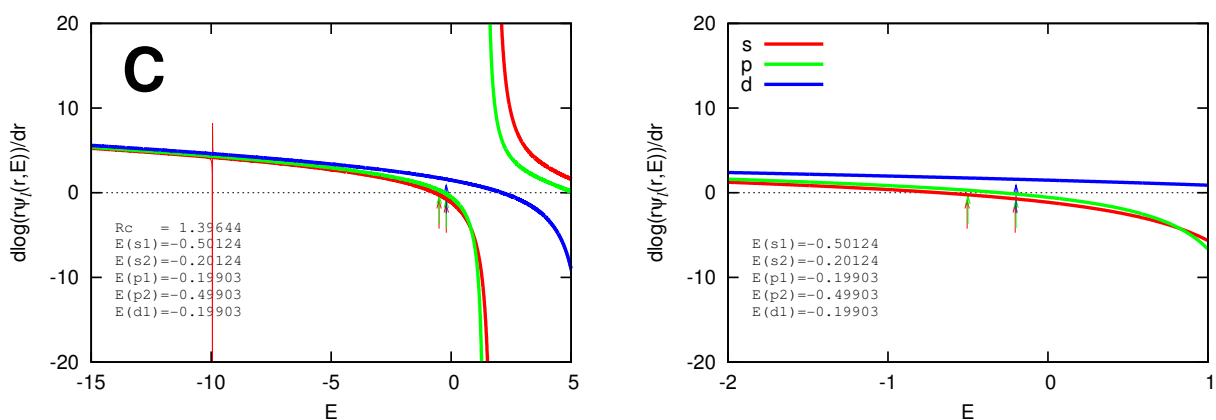 C
dlog(rψl(r,E))/dr
20
10
0
-10
-20
-15
-10
-5
0
5
E
Rc = 1.39644
E(s1)=-0.50124
E(s2)=-0.20124
E(p1)=-0.19903
E(p2)=-0.49903
E(d1)=-0.19903
dlog(rψl(r,E))/dr
20
10
0
-10
-20
-2
-1
0
1
E
s
p
d
E(s1)=-0.50124
E(s2)=-0.20124
E(p1)=-0.19903
E(p2)=-0.49903
E(d1)=-0.19903